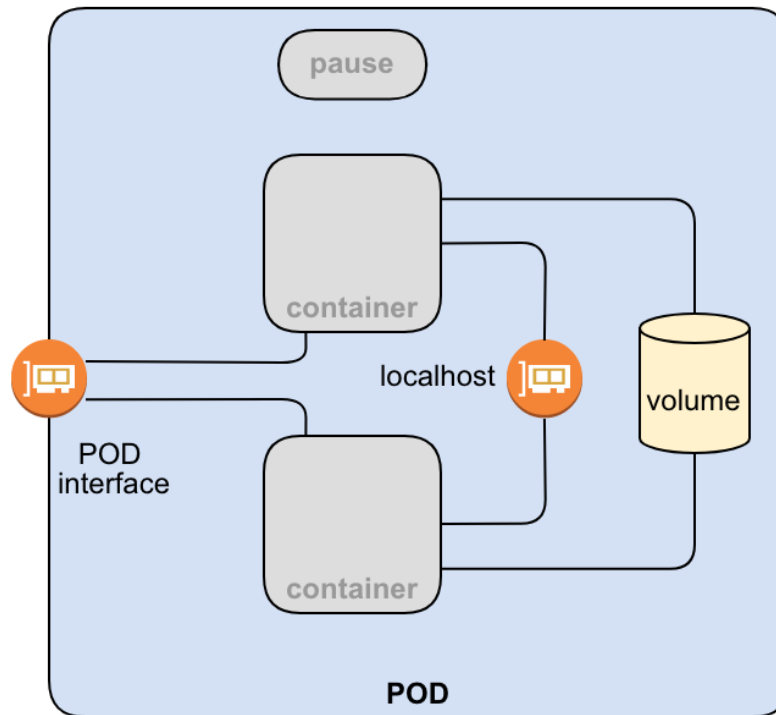 pause
container
localhost
volume
POD
interface
container
POD